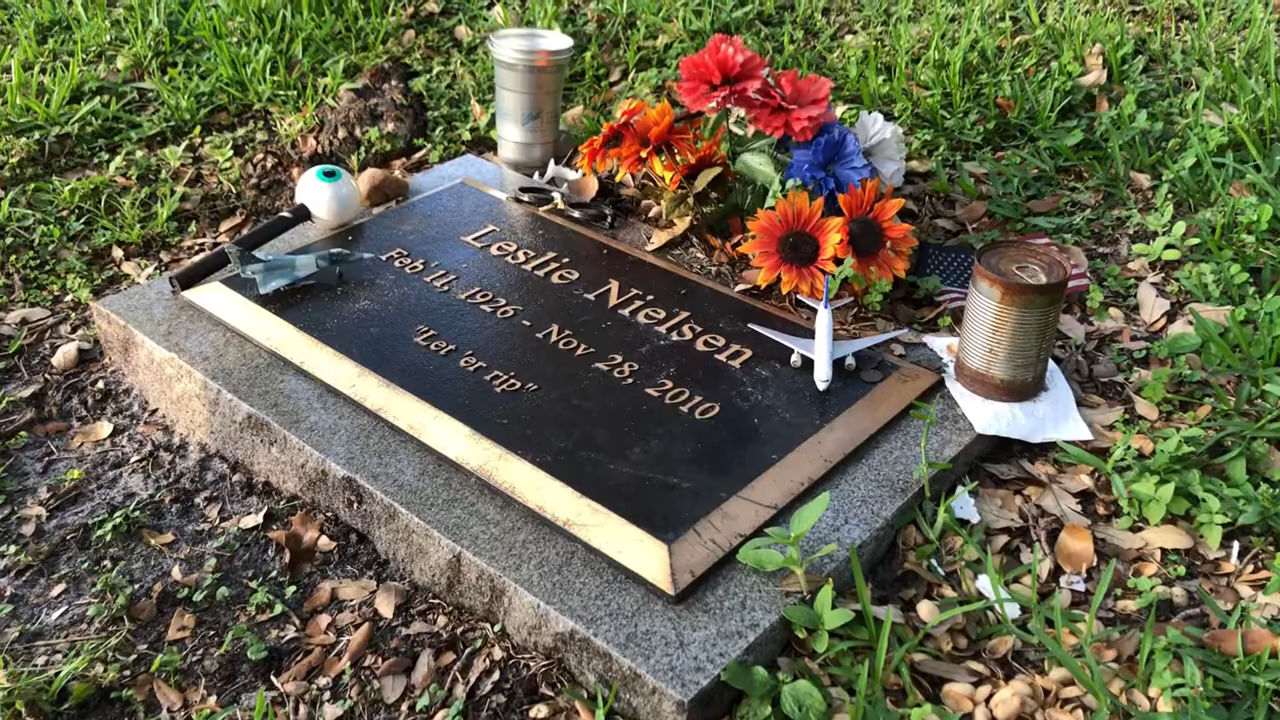 Leslie Nielsen
Feb 11, 1926 - Nov 28, 2010
"Let 'er rip"